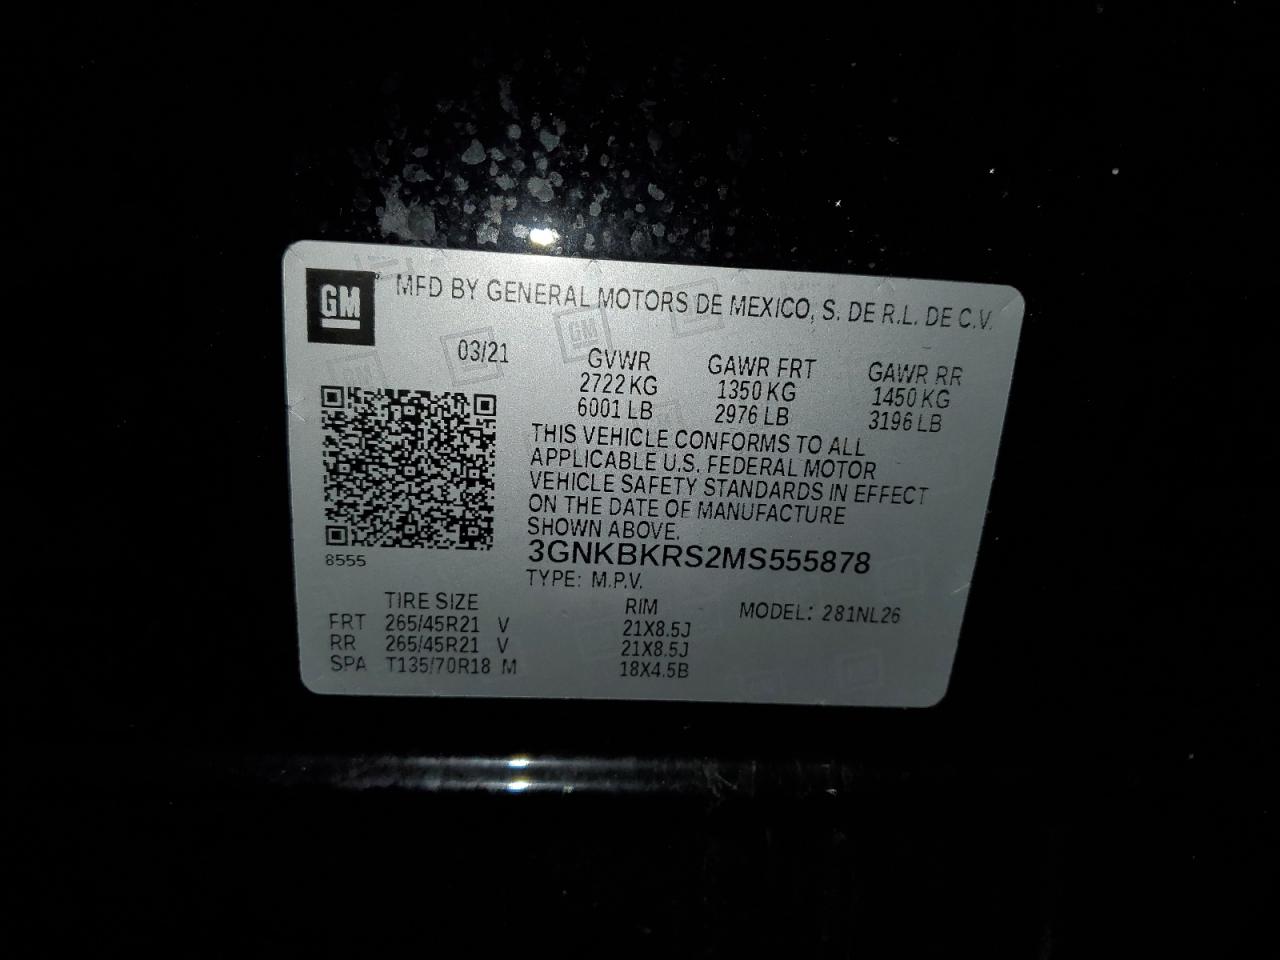 GM
MFD BY GENERAL MOTORS DE MEXICO, S. DE R.L. DE C.V.
03/21
GVWR GAWR FRT GAWR RR
2722 KG 1350 KG 1450 KG
6001 LB 2976 LB 3196 LB
THIS VEHICLE CONFORMS TO ALL
APPLICABLE U.S. FEDERAL MOTOR
VEHICLE SAFETY STANDARDS IN EFFECT
ON THE DATE OF MANUFACTURE
SHOWN ABOVE.
8555
3GNKBKRS2MS555878
TYPE: M.P.V.
TIRE SIZE RIM MODEL: 281NL26
FRT 265/45R21 V 21X8.5J
RR 265/45R21 V 21X8.5J
SPA T135/70R18 M 18X4.5B